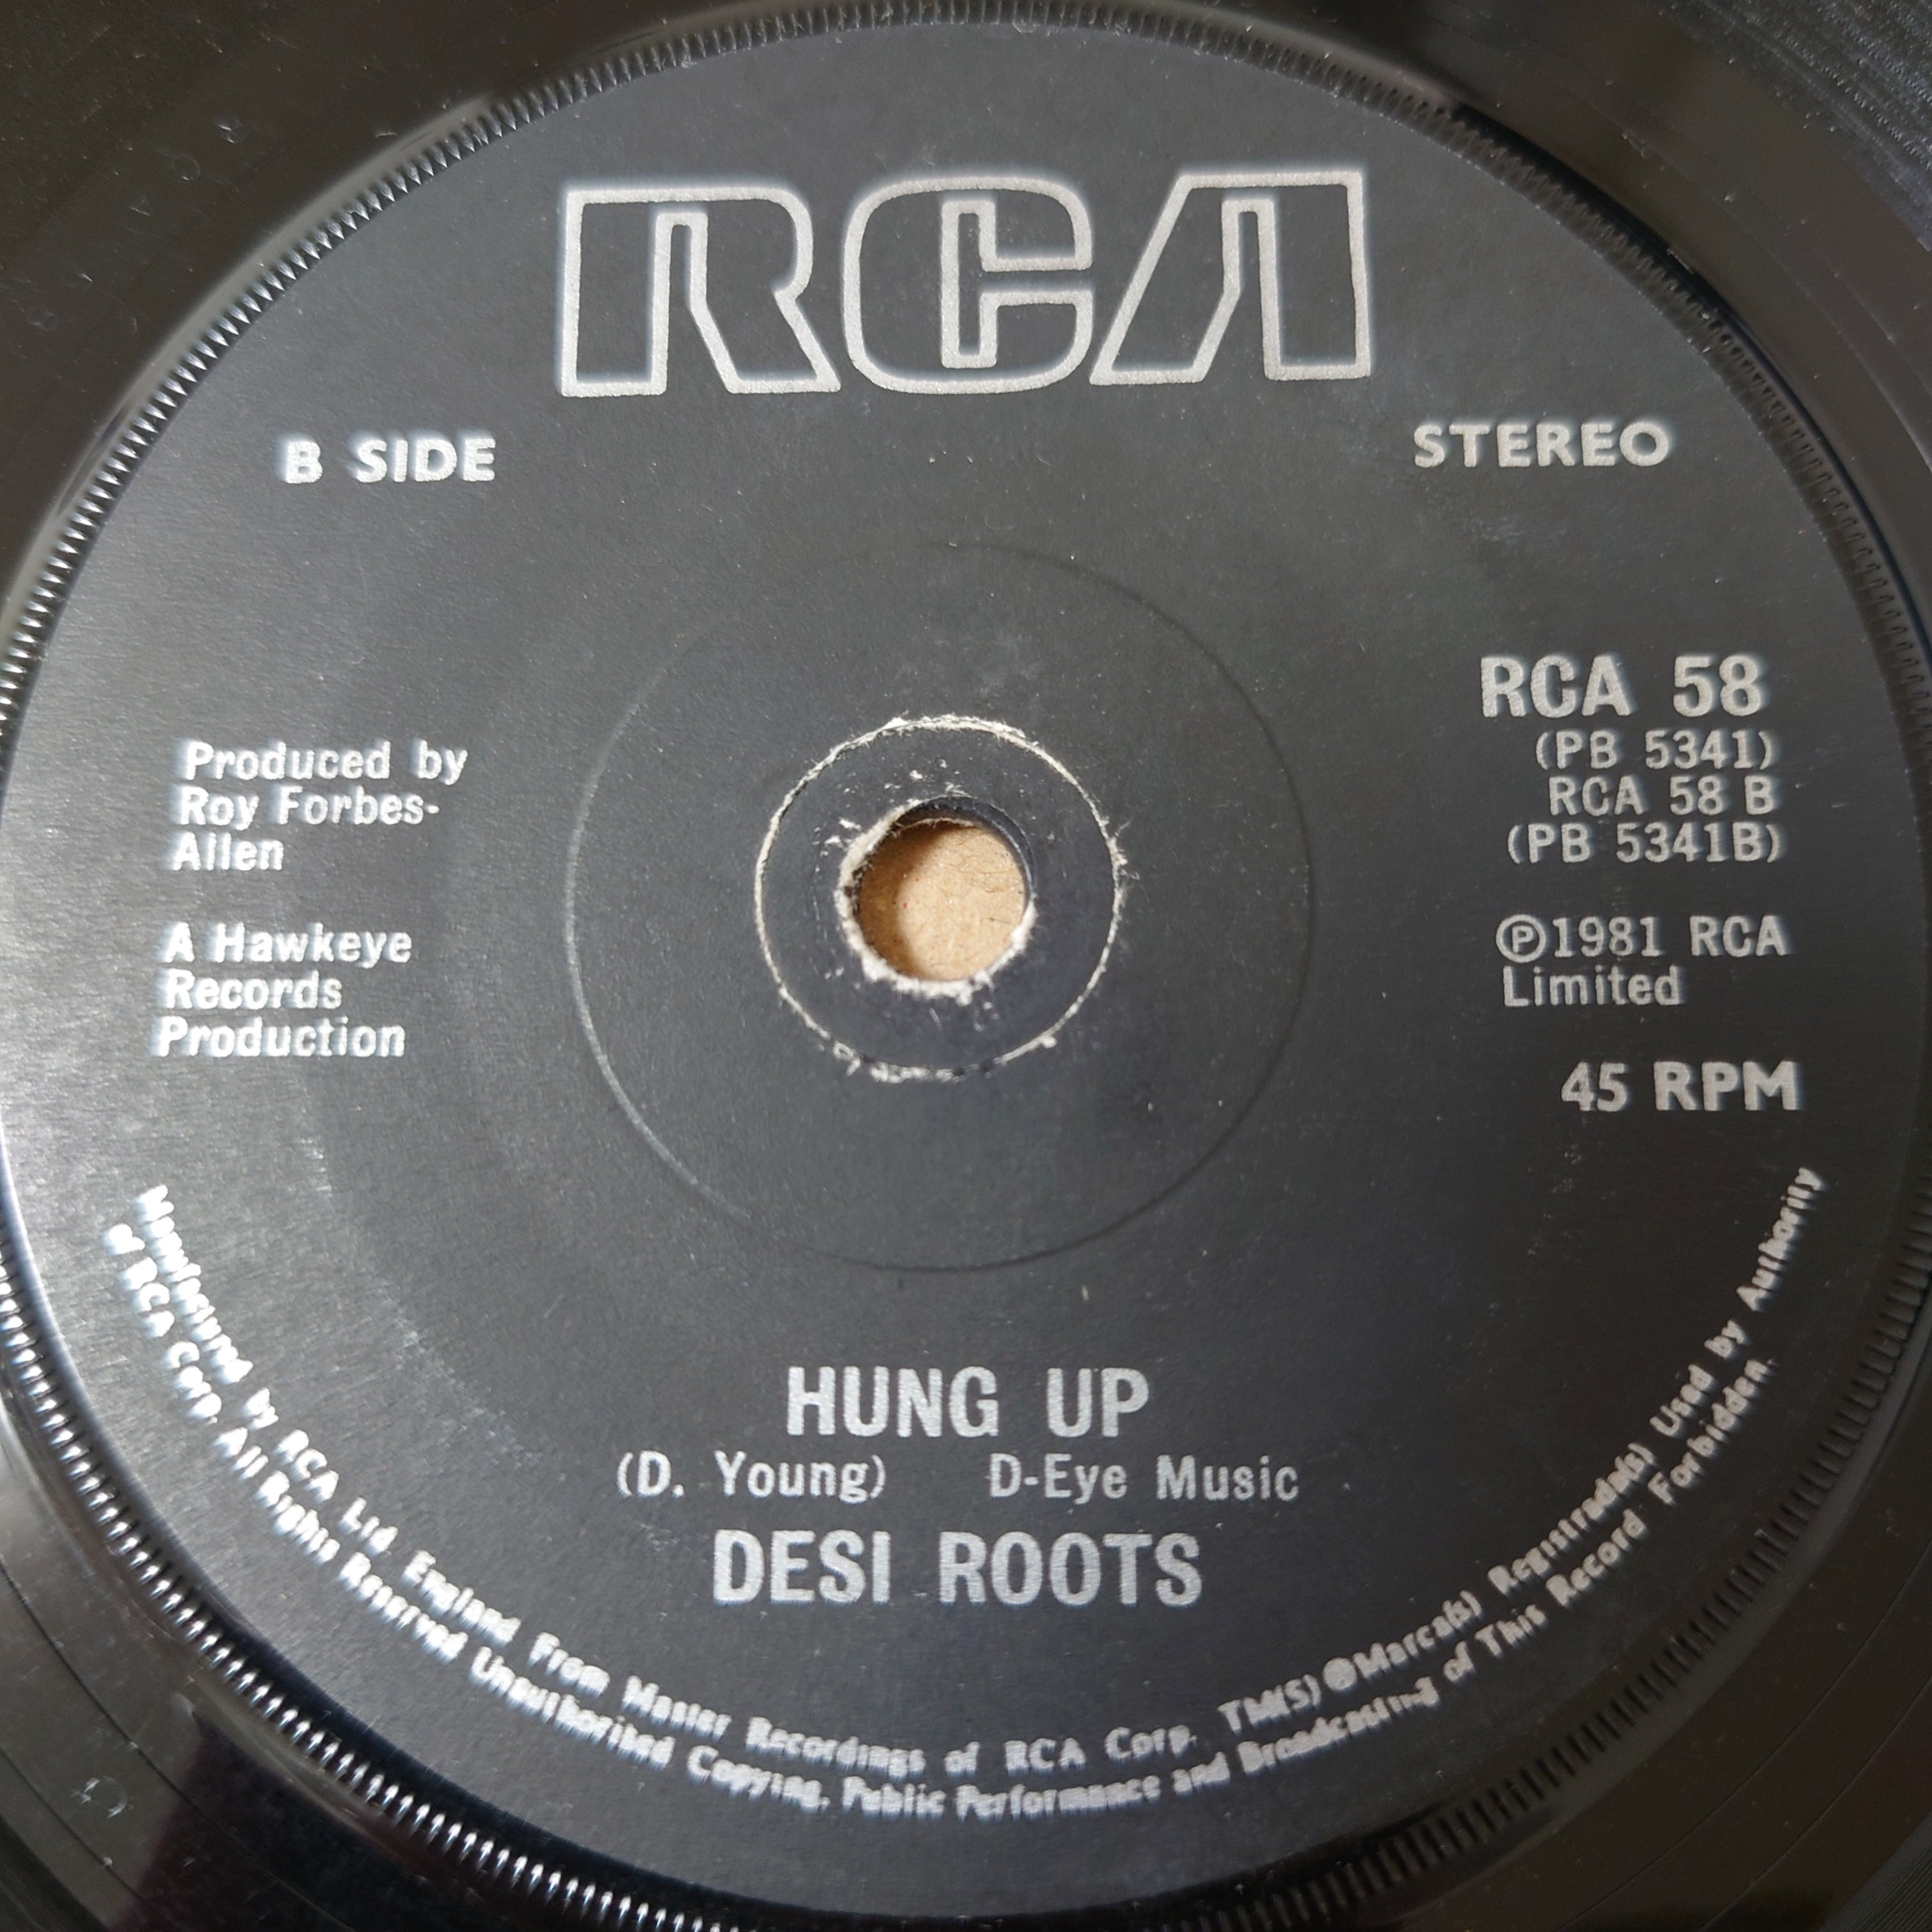 RCA
B SIDE
STEREO
Produced by
Roy Forbes-
Allen
A Hawkeye
Records
Production
RCA 58
(PB 5341)
RCA 58 B
(PB 5341B)
℗1981 RCA
Limited
45 RPM
HUNG UP
(D. Young) D-Eye Music
DESI ROOTS
Manufactured by RCA Ltd. England From Master Recordings of RCA Corp. TM(S) ®Marca(s) Registrada(s) Used by Authority
of RCA Corp. All Rights Reserved Unauthorised Copying, Public Performance and Broadcasting of This Record Forbidden.